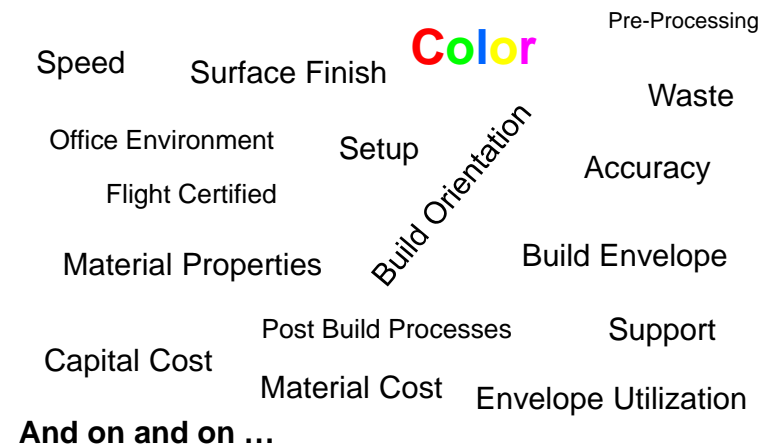 Pre-Processing
Color
Speed
Surface Finish
Waste
Office Environment
Setup
Accuracy
Flight Certified
Build Orientation
Material Properties
Build Envelope
Post Build Processes
Support
Capital Cost
Material Cost
Envelope Utilization
And on and on …